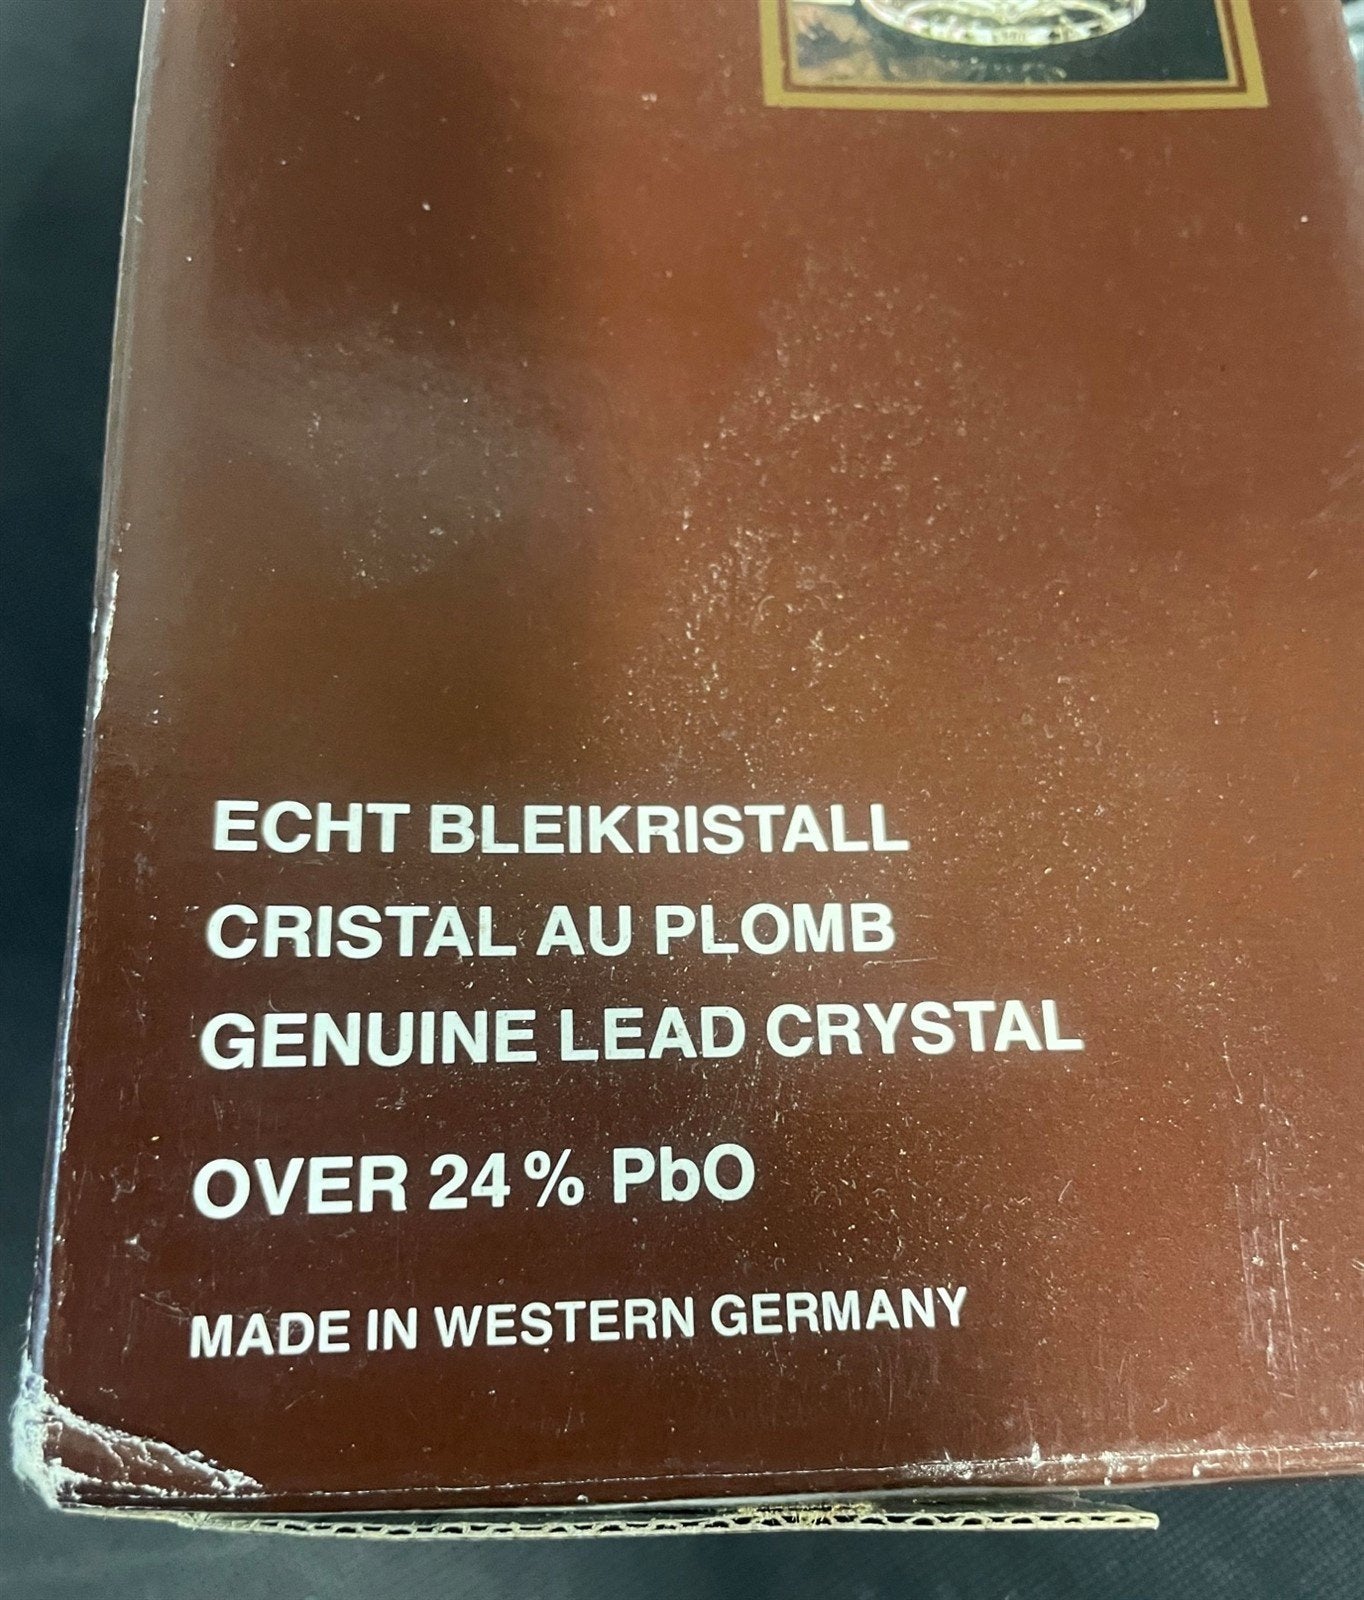 ECHT BLEIKRISTALL
CRISTAL AU PLOMB
GENUINE LEAD CRYSTAL
OVER 24% PbO
MADE IN WESTERN GERMANY